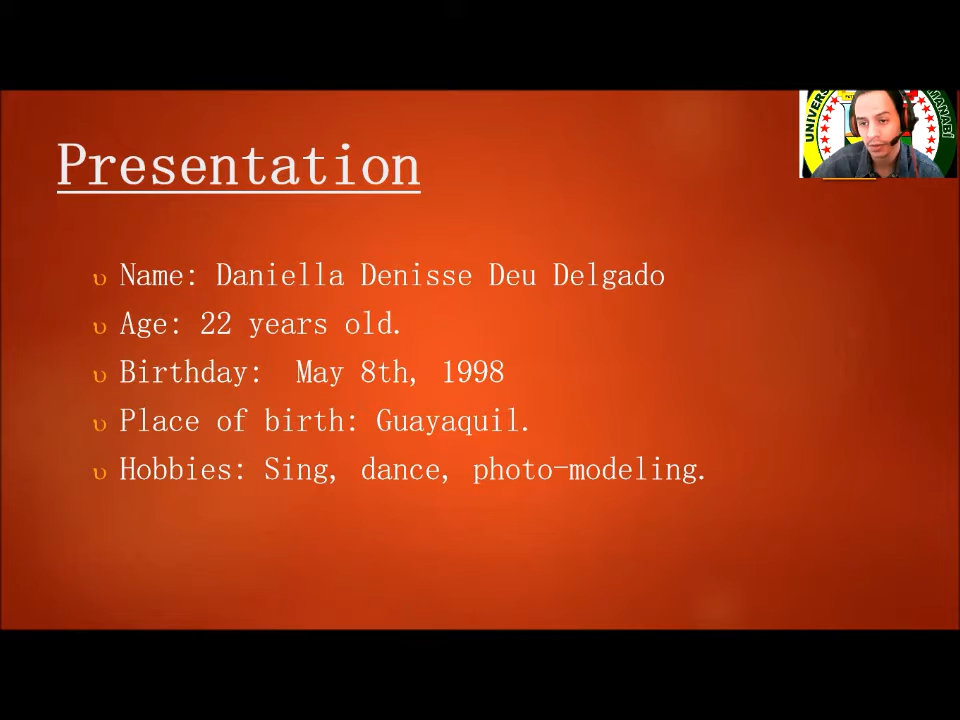 Presentation
Name: Daniella Denisse Deu Delgado
Age: 22 years old.
Birthday: May 8th, 1998
Place of birth: Guayaquil.
Hobbies: Sing, dance, photo-modeling.